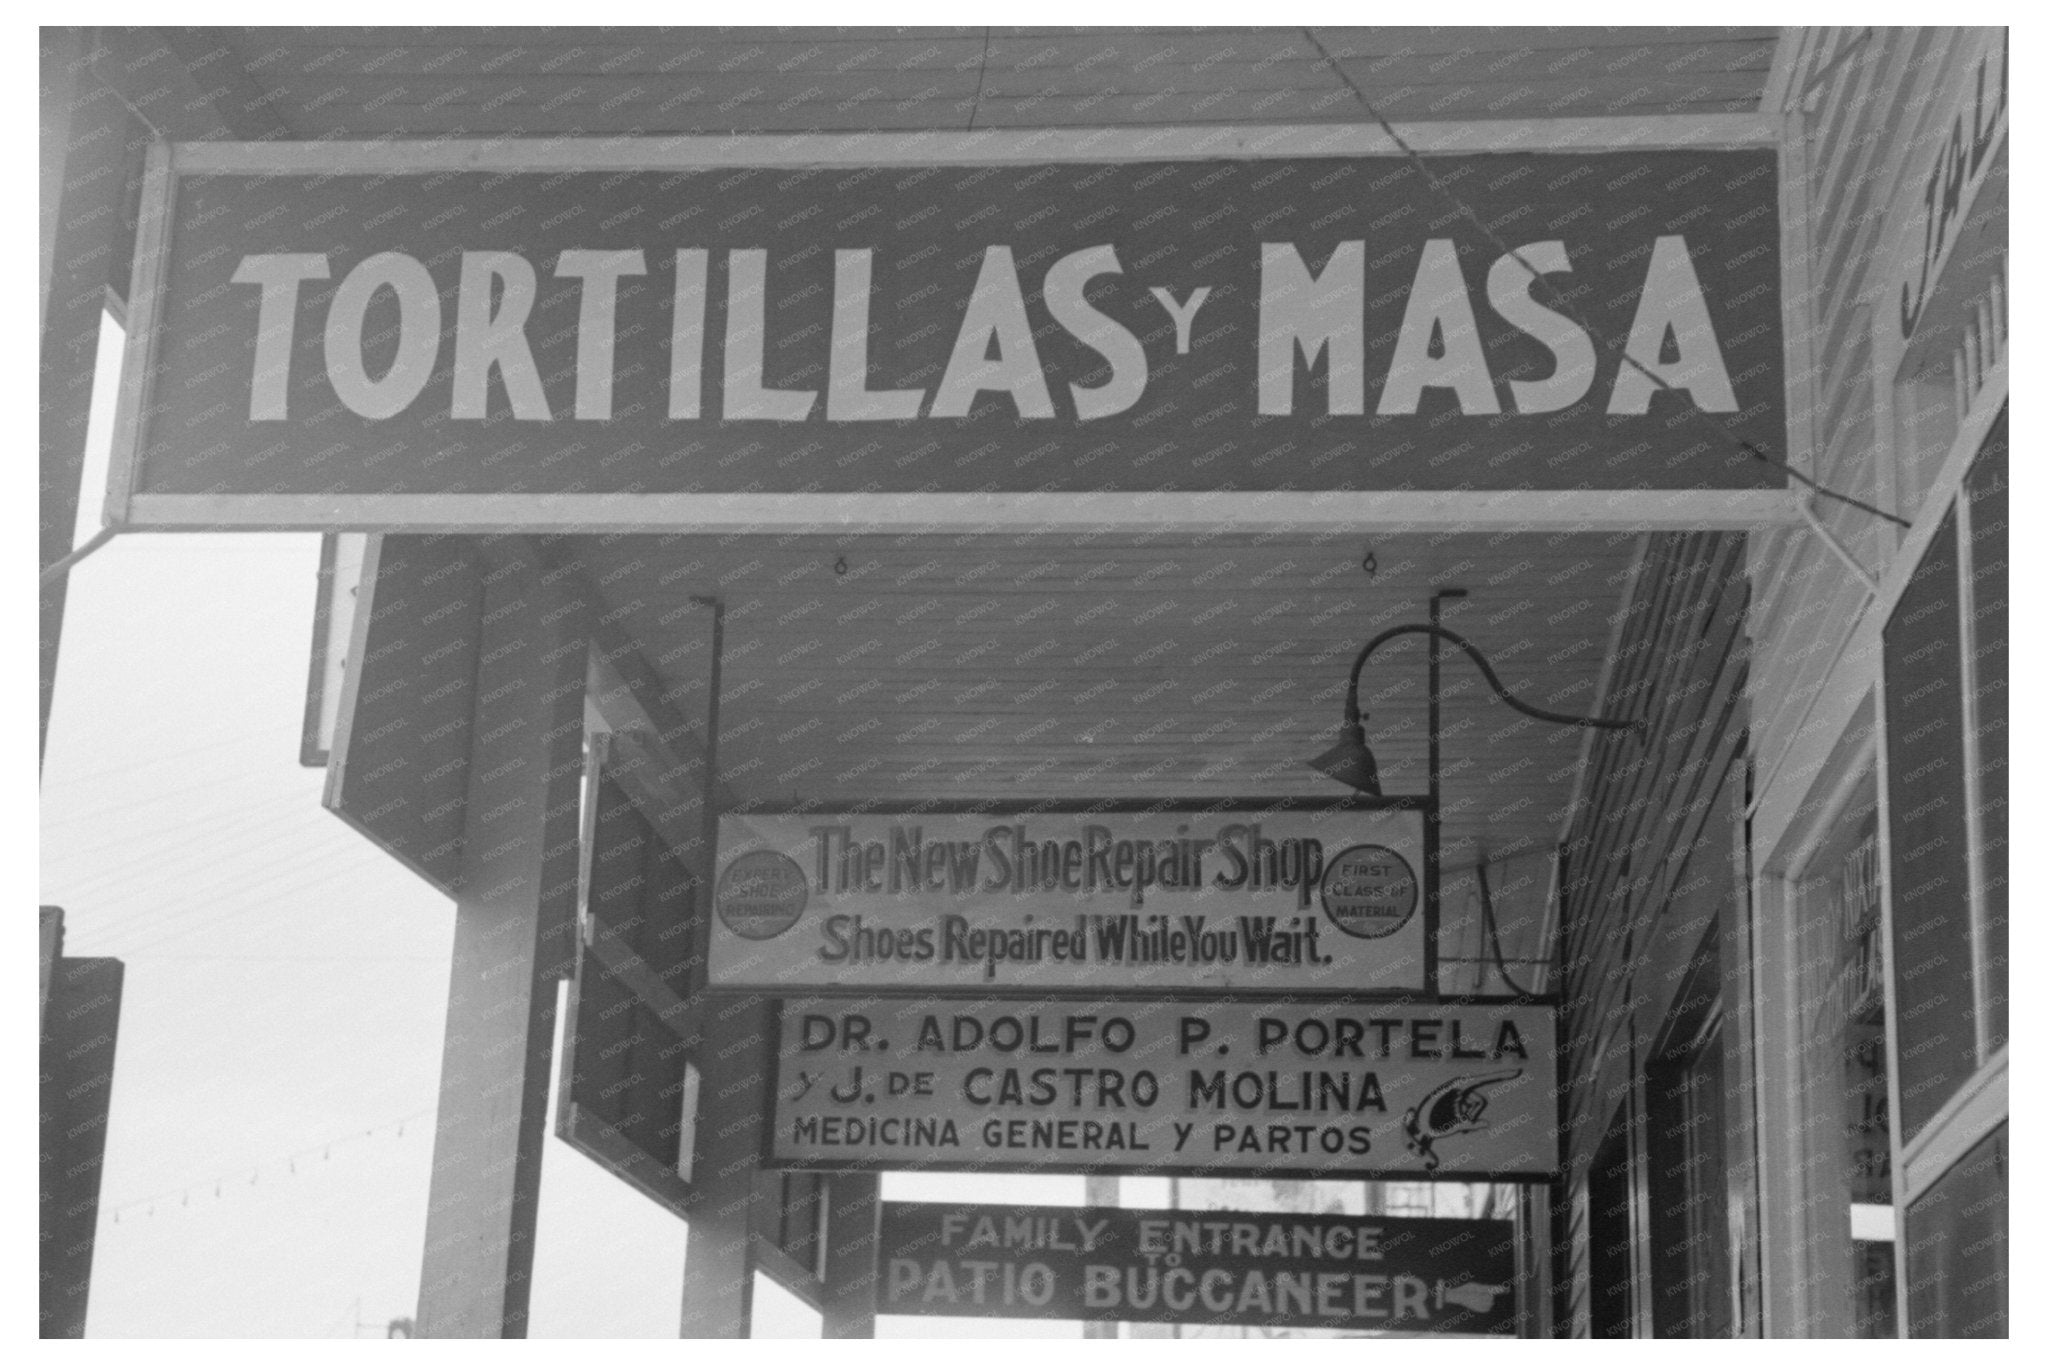 TORTILLAS Y MASA
The New Shoe Repair Shop
Shoes Repaired While You Wait.
EXPERT
SHOE
REPAIRING
FIRST
CLASS OF
MATERIAL
DR. ADOLFO P. PORTELA
Y J. DE CASTRO MOLINA
MEDICINA GENERAL Y PARTOS
FAMILY ENTRANCE
TO
PATIO BUCCANEER
KNOWOL